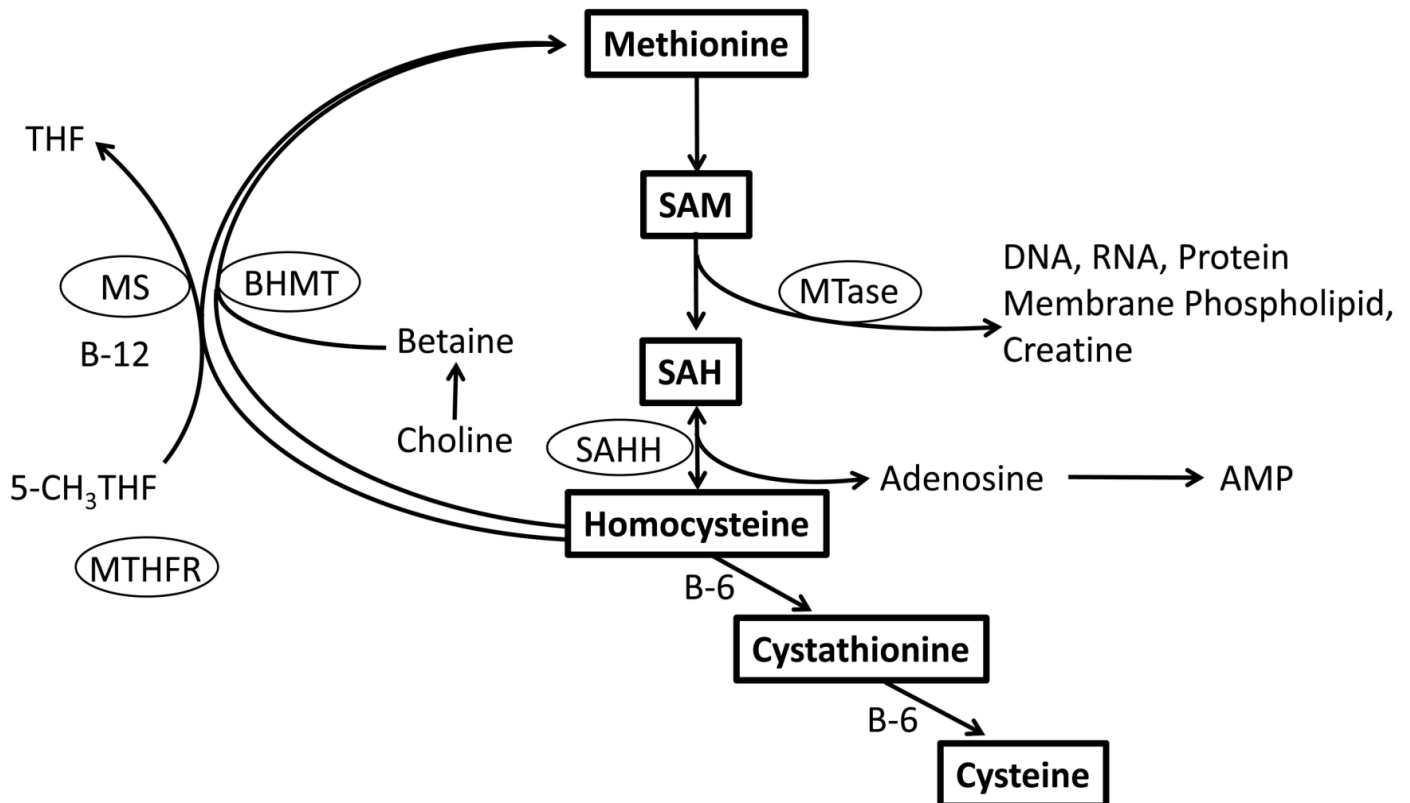 Methionine
THF
SAM
MS
BHMT
MTase
DNA, RNA, Protein
Membrane Phospholipid,
Creatine
B-12
Betaine
SAH
Choline
SAHH
5-CH₃THF
Adenosine
AMP
Homocysteine
MTHFR
B-6
Cystathionine
B-6
Cysteine